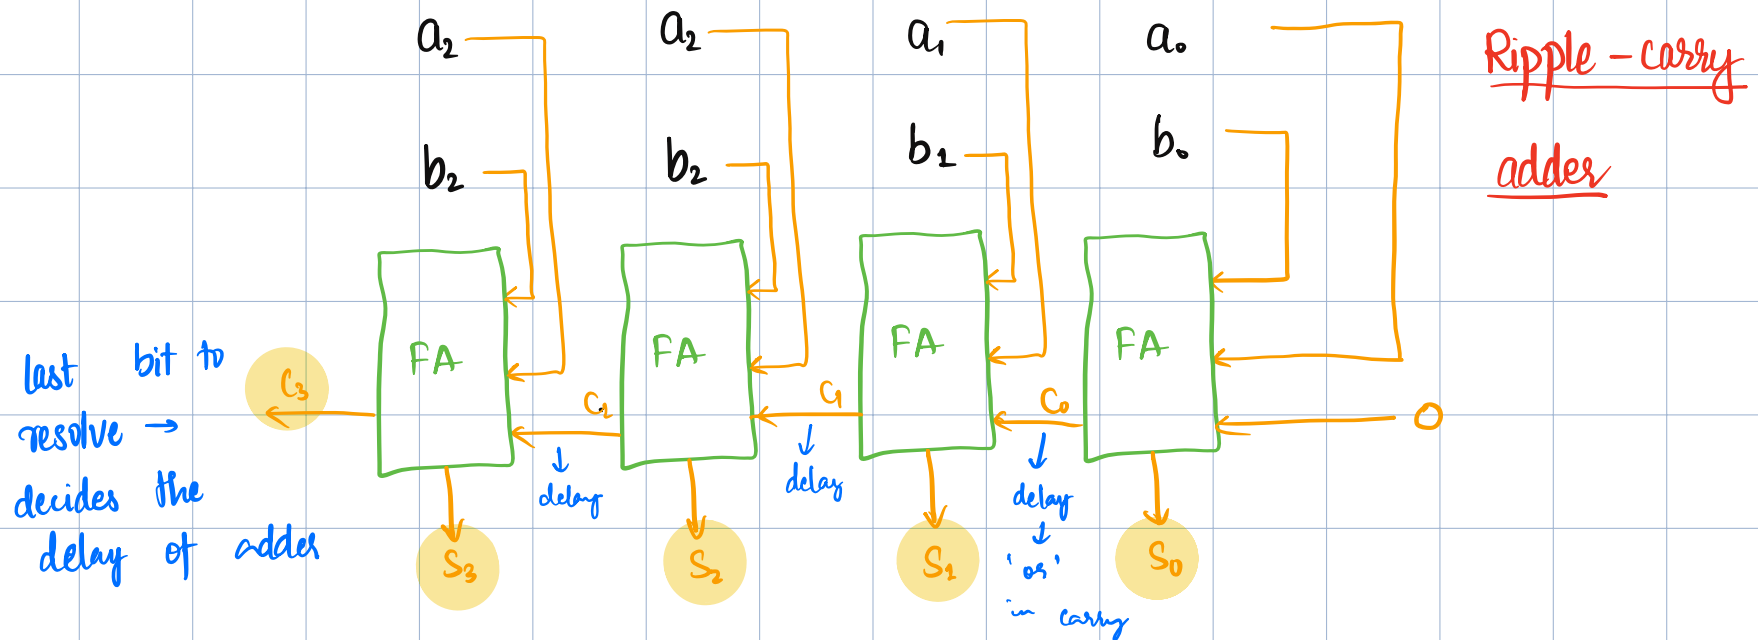 a₂ a₂ a₁ a₀ Ripple-carry
b₂ b₂ b₁ b₀ adder
FA FA FA FA
last bit to C₃ C₂ C₁ C₀ 0
resolve →
decides the delay delay delay
delay of adder
S₃ S₂ S₁ S₀
'or'
in carry